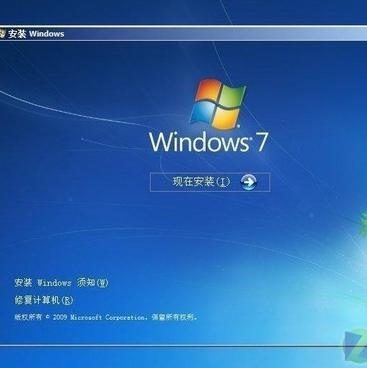 安装 Windows
Windows 7
现在安装(I)
安装 Windows 须知(W)
修复计算机(R)
版权所有 © 2009 Microsoft Corporation. 保留所有权利。